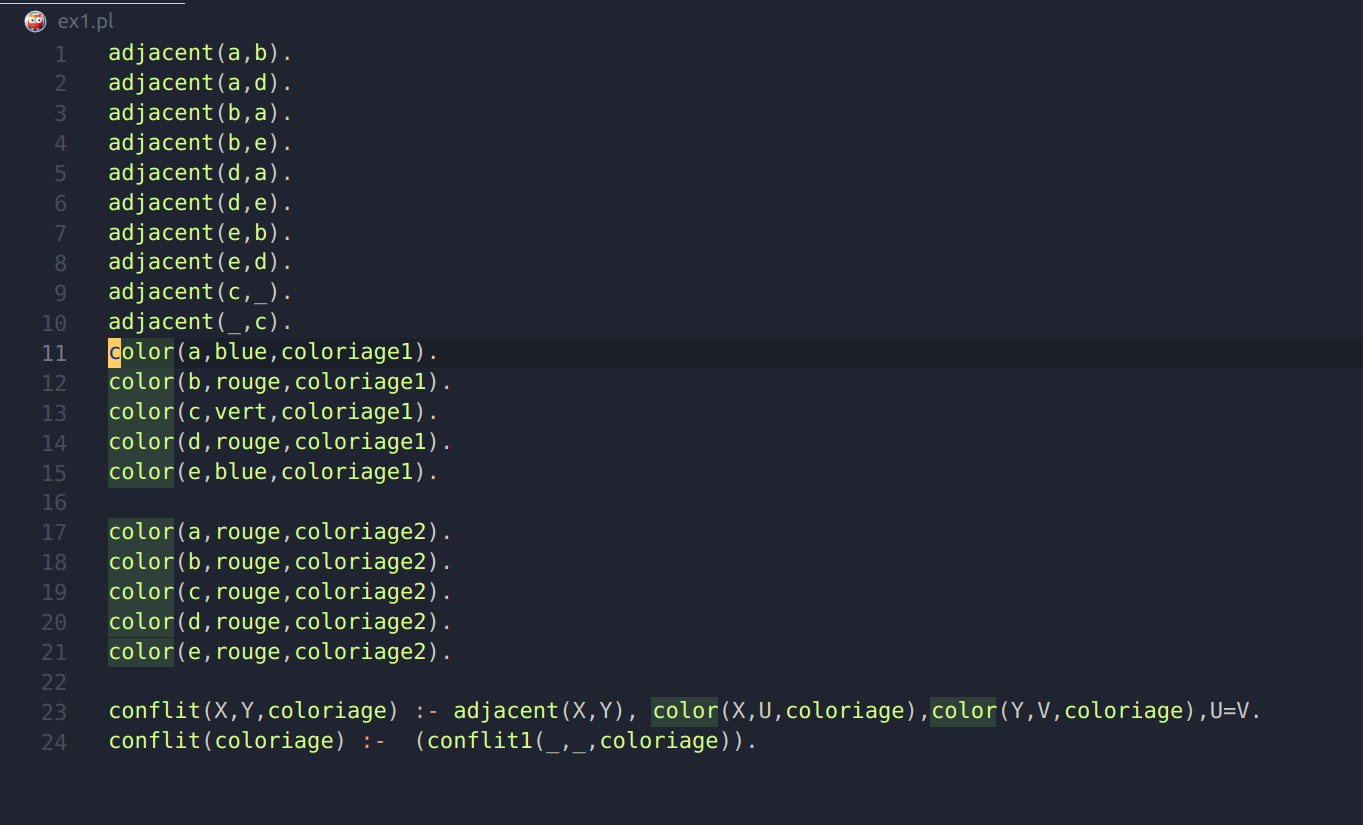 ex1.pl
1 adjacent(a,b).
2 adjacent(a,d).
3 adjacent(b,a).
4 adjacent(b,e).
5 adjacent(d,a).
6 adjacent(d,e).
7 adjacent(e,b).
8 adjacent(e,d).
9 adjacent(c,_).
10 adjacent(_,c).
11 color(a,blue,coloriage1).
12 color(b,rouge,coloriage1).
13 color(c,vert,coloriage1).
14 color(d,rouge,coloriage1).
15 color(e,blue,coloriage1).
16
17 color(a,rouge,coloriage2).
18 color(b,rouge,coloriage2).
19 color(c,rouge,coloriage2).
20 color(d,rouge,coloriage2).
21 color(e,rouge,coloriage2).
22
23 conflit(X,Y,coloriage) :- adjacent(X,Y), color(X,U,coloriage),color(Y,V,coloriage),U=V.
24 conflit(coloriage) :-  (conflit1(_,_,coloriage)).